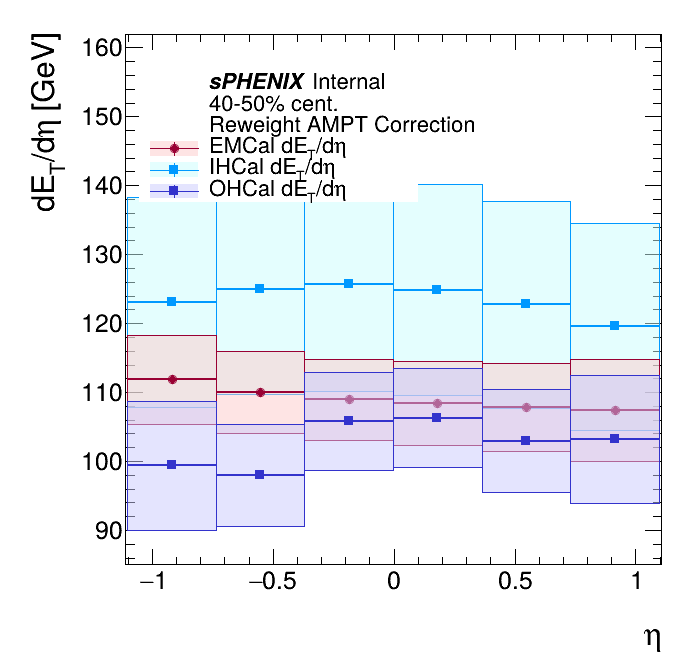 dE_T/dη [GeV]
160
150
140
130
120
110
100
90
sPHENIX Internal
40-50% cent.
Reweight AMPT Correction
EMCal dE_T/dη
IHCal dE_T/dη
OHCal dE_T/dη
−1 −0.5 0 0.5 1
η